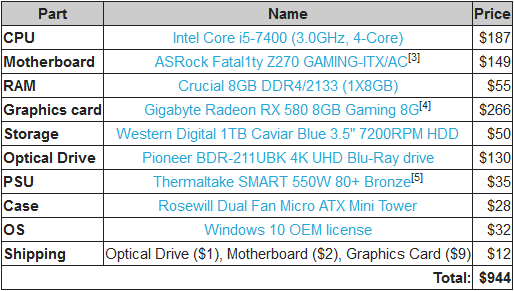 Part Name Price
CPU Intel Core i5-7400 (3.0GHz, 4-Core) $187
Motherboard ASRock Fatal1ty Z270 GAMING-ITX/AC[3] $149
RAM Crucial 8GB DDR4/2133 (1X8GB) $55
Graphics card Gigabyte Radeon RX 580 8GB Gaming 8G[4] $266
Storage Western Digital 1TB Caviar Blue 3.5" 7200RPM HDD $50
Optical Drive Pioneer BDR-211UBK 4K UHD Blu-Ray drive $130
PSU Thermaltake SMART 550W 80+ Bronze[5] $35
Case Rosewill Dual Fan Micro ATX Mini Tower $28
OS Windows 10 OEM license $32
Shipping Optical Drive ($1), Motherboard ($2), Graphics Card ($9) $12
Total: $944